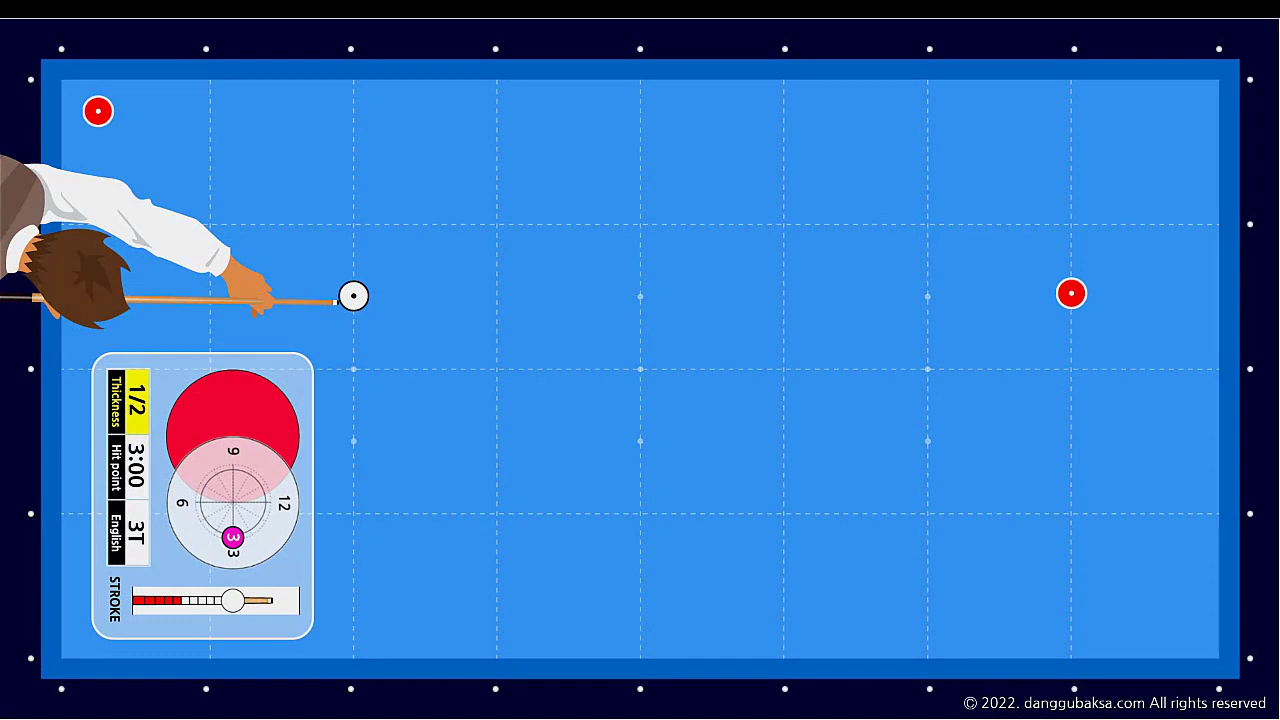 1/2
Thickness
3:00
Hit point
3T
English
9
6
12
3
3
STROKE
© 2022. danggubaksa.com All rights reserved